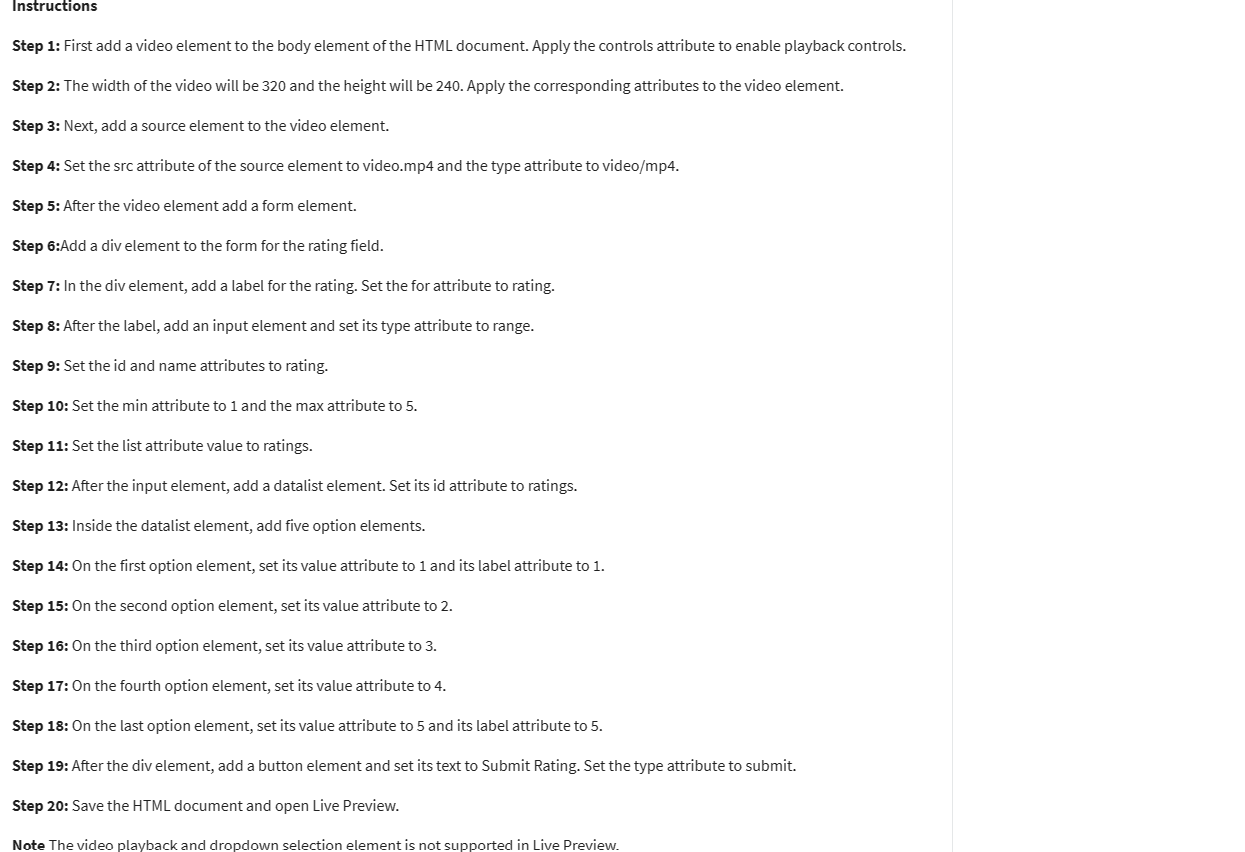 Instructions
Step 1: First add a video element to the body element of the HTML document. Apply the controls attribute to enable playback controls.
Step 2: The width of the video will be 320 and the height will be 240. Apply the corresponding attributes to the video element.
Step 3: Next, add a source element to the video element.
Step 4: Set the src attribute of the source element to video.mp4 and the type attribute to video/mp4.
Step 5: After the video element add a form element.
Step 6:Add a div element to the form for the rating field.
Step 7: In the div element, add a label for the rating. Set the for attribute to rating.
Step 8: After the label, add an input element and set its type attribute to range.
Step 9: Set the id and name attributes to rating.
Step 10: Set the min attribute to 1 and the max attribute to 5.
Step 11: Set the list attribute value to ratings.
Step 12: After the input element, add a datalist element. Set its id attribute to ratings.
Step 13: Inside the datalist element, add five option elements.
Step 14: On the first option element, set its value attribute to 1 and its label attribute to 1.
Step 15: On the second option element, set its value attribute to 2.
Step 16: On the third option element, set its value attribute to 3.
Step 17: On the fourth option element, set its value attribute to 4.
Step 18: On the last option element, set its value attribute to 5 and its label attribute to 5.
Step 19: After the div element, add a button element and set its text to Submit Rating. Set the type attribute to submit.
Step 20: Save the HTML document and open Live Preview.
Note The video playback and dropdown selection element is not supported in Live Preview.